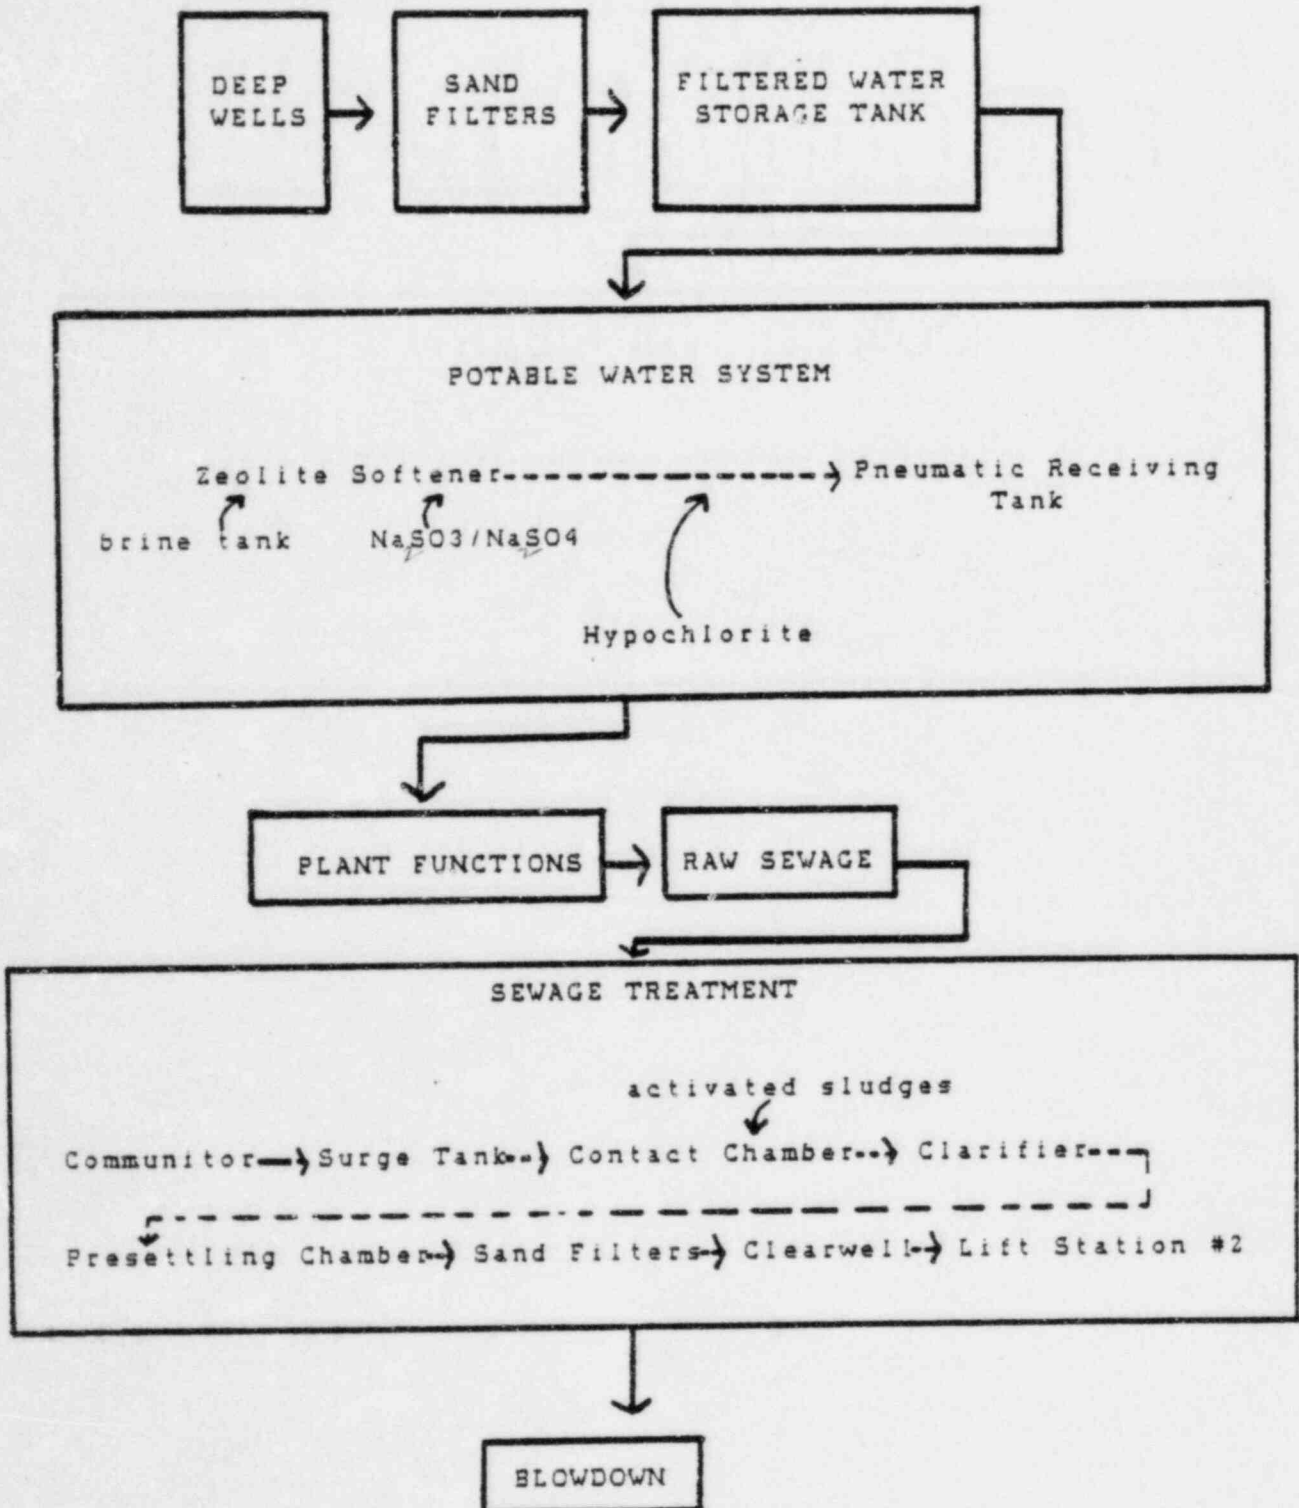 DEEP
WELLS
SAND
FILTERS
FILTERED WATER
STORAGE TANK
POTABLE WATER SYSTEM
Zeolite Softener
Pneumatic Receiving
Tank
brine tank
NaSO3/NaSO4
2 2
Hypochlorite
PLANT FUNCTIONS
RAW SEWAGE
SEWAGE TREATMENT
activated sludges
Communitor Surge Tank Contact Chamber Clarifier
Presettling Chamber Sand Filters Clearwell Lift Station #2
BLOWDOWN